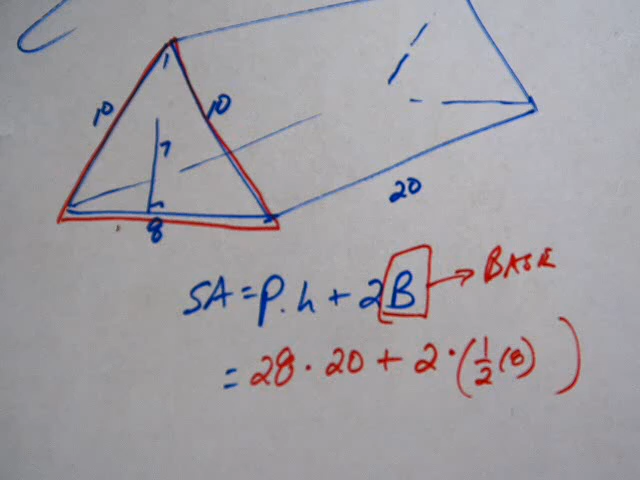 10
10
7
8
20
SA = P . h + 2B → BASE
= 28 · 20 + 2 · (1/2 (8) )